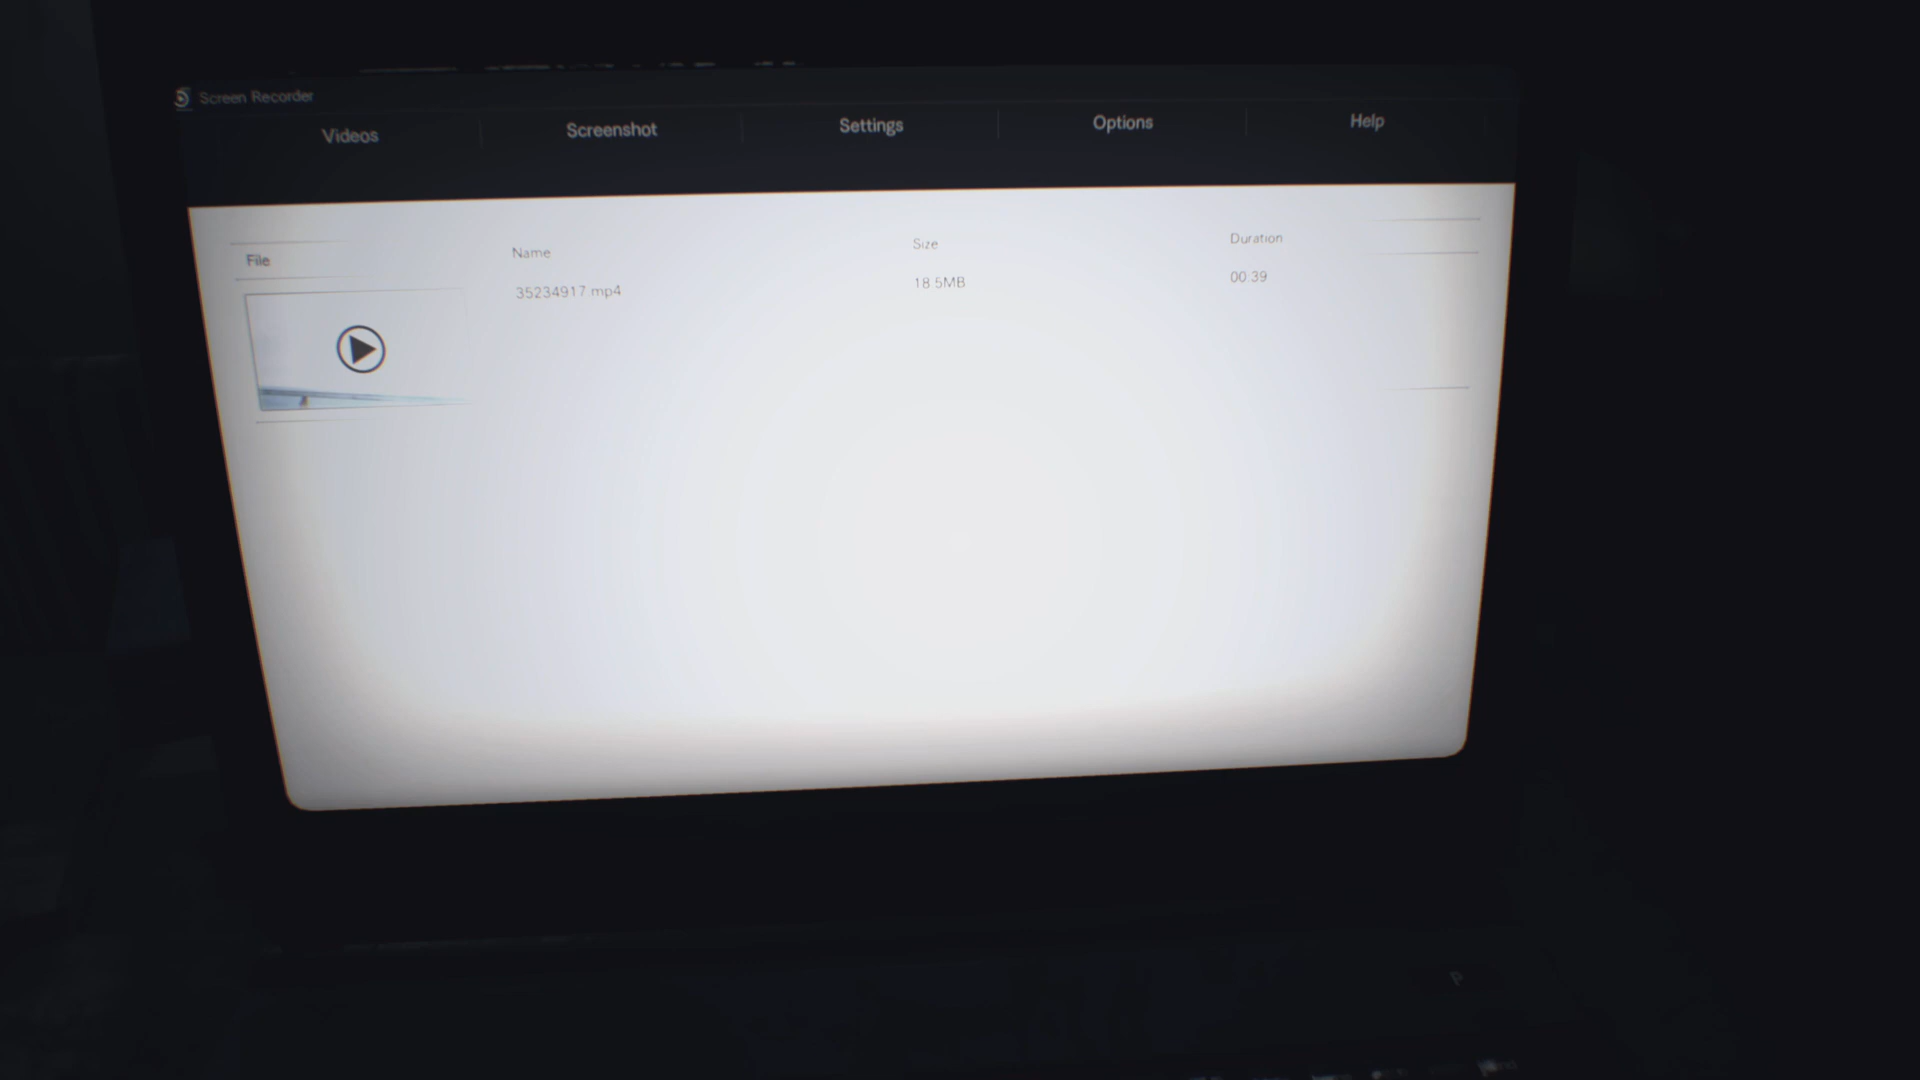 Screen Recorder
Videos Screenshot Settings Options Help
File Name Size Duration
35234917.mp4 18.5MB 00:39